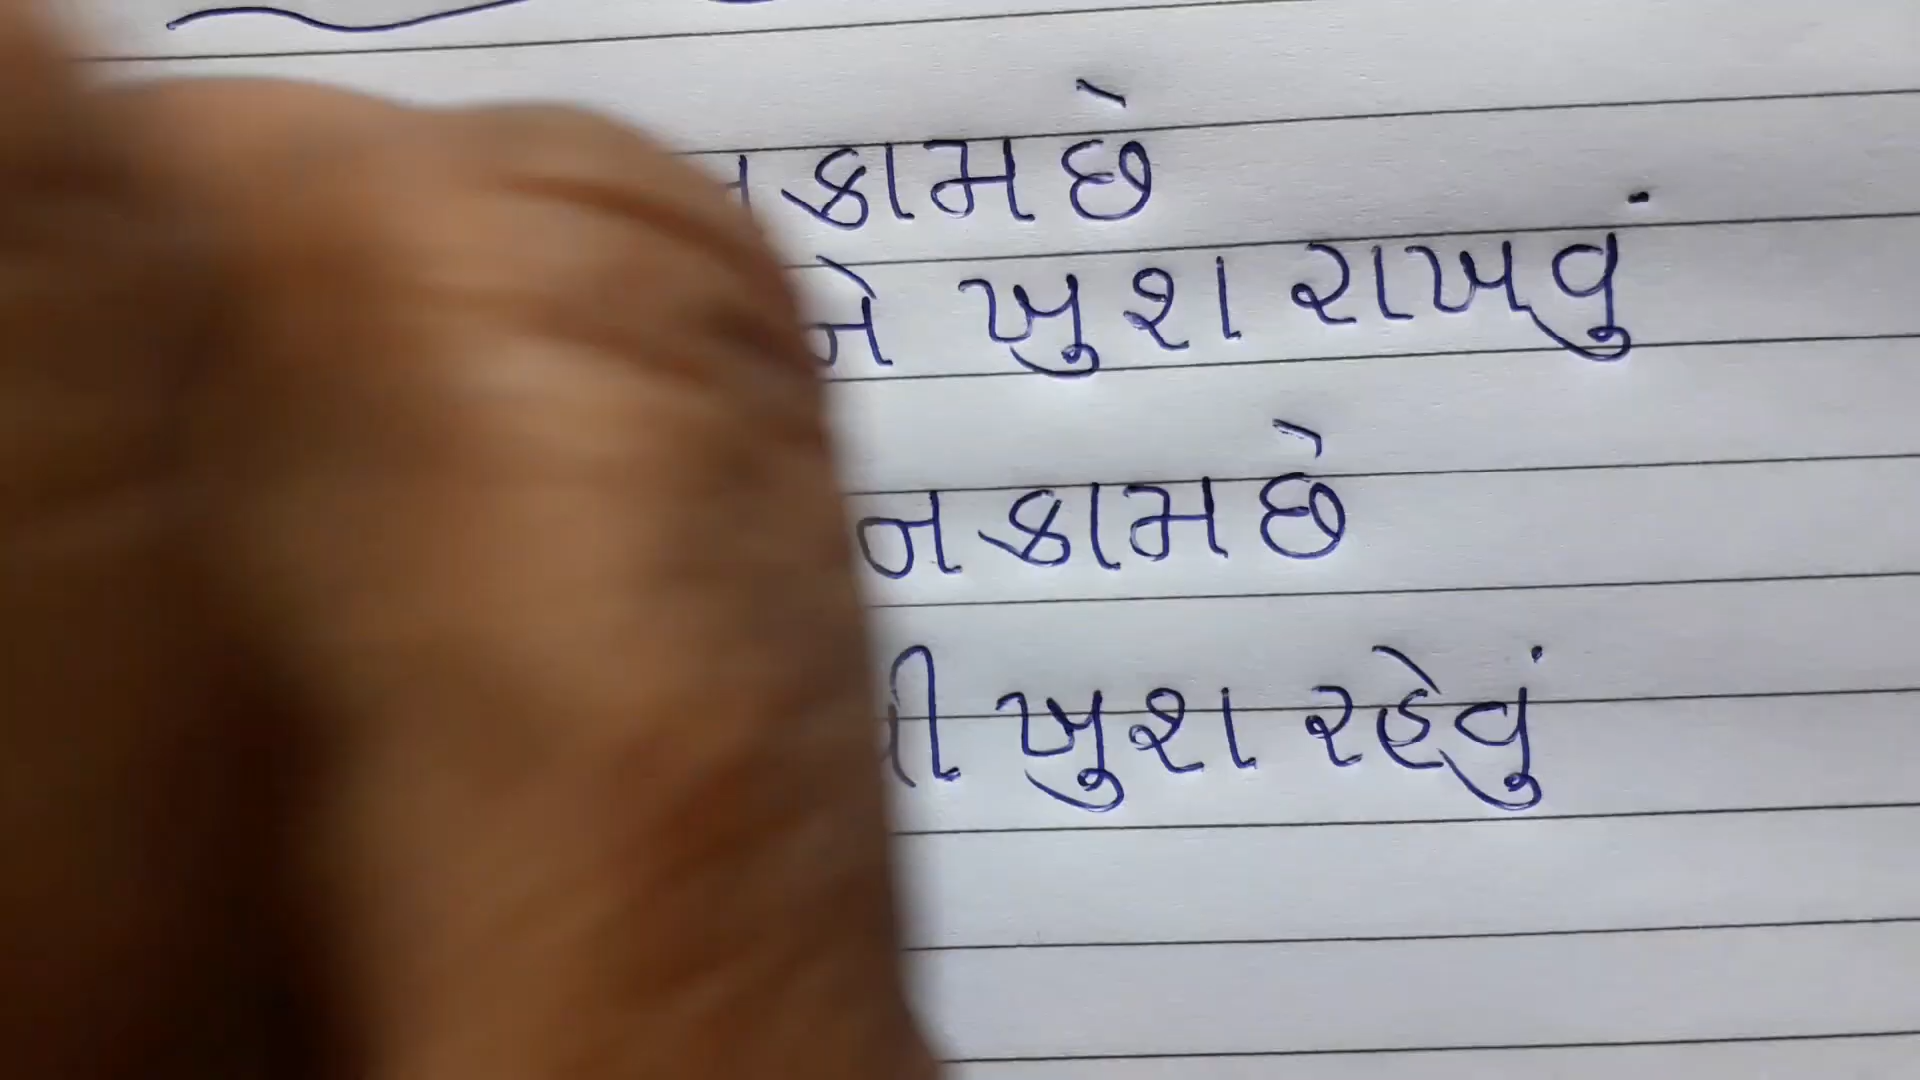 કામ છે
ખુશ રાખવું
કામ છે
ખુશ રહેવું